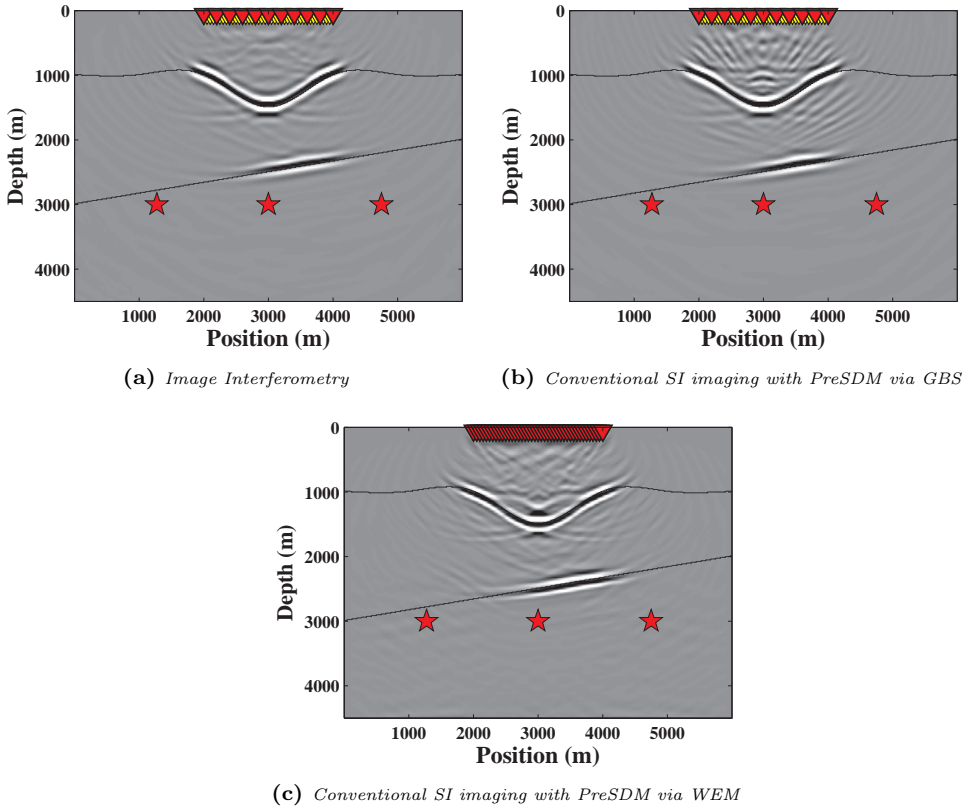 0
1000
2000
3000
4000
Depth (m)
1000 2000 3000 4000 5000
Position (m)
(a) Image Interferometry
0
1000
2000
3000
4000
Depth (m)
1000 2000 3000 4000 5000
Position (m)
(b) Conventional SI imaging with PreSDM via GBS
0
1000
2000
3000
4000
Depth (m)
1000 2000 3000 4000 5000
Position (m)
(c) Conventional SI imaging with PreSDM via WEM